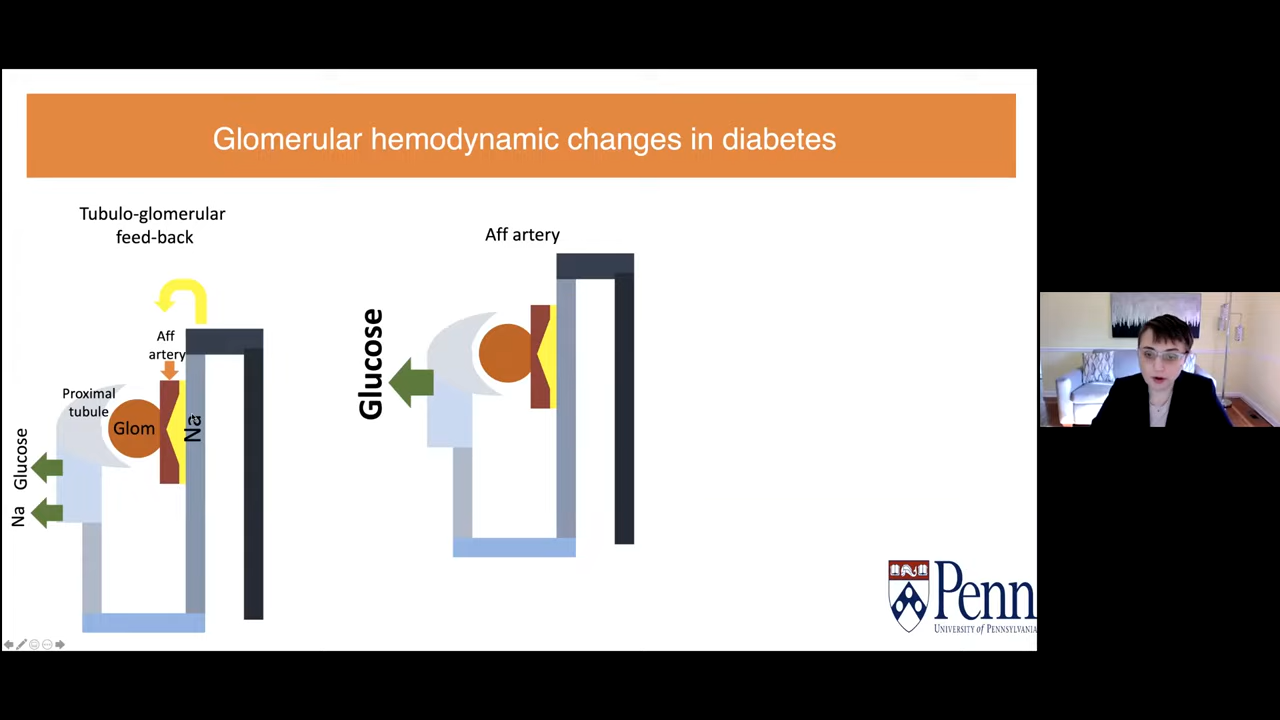 Glomerular hemodynamic changes in diabetes
Tubulo-glomerular
feed-back
Aff
artery
Proximal
tubule
Glom
Na
Glucose
Na
Aff artery
Glucose
Penn
University of Pennsylvania